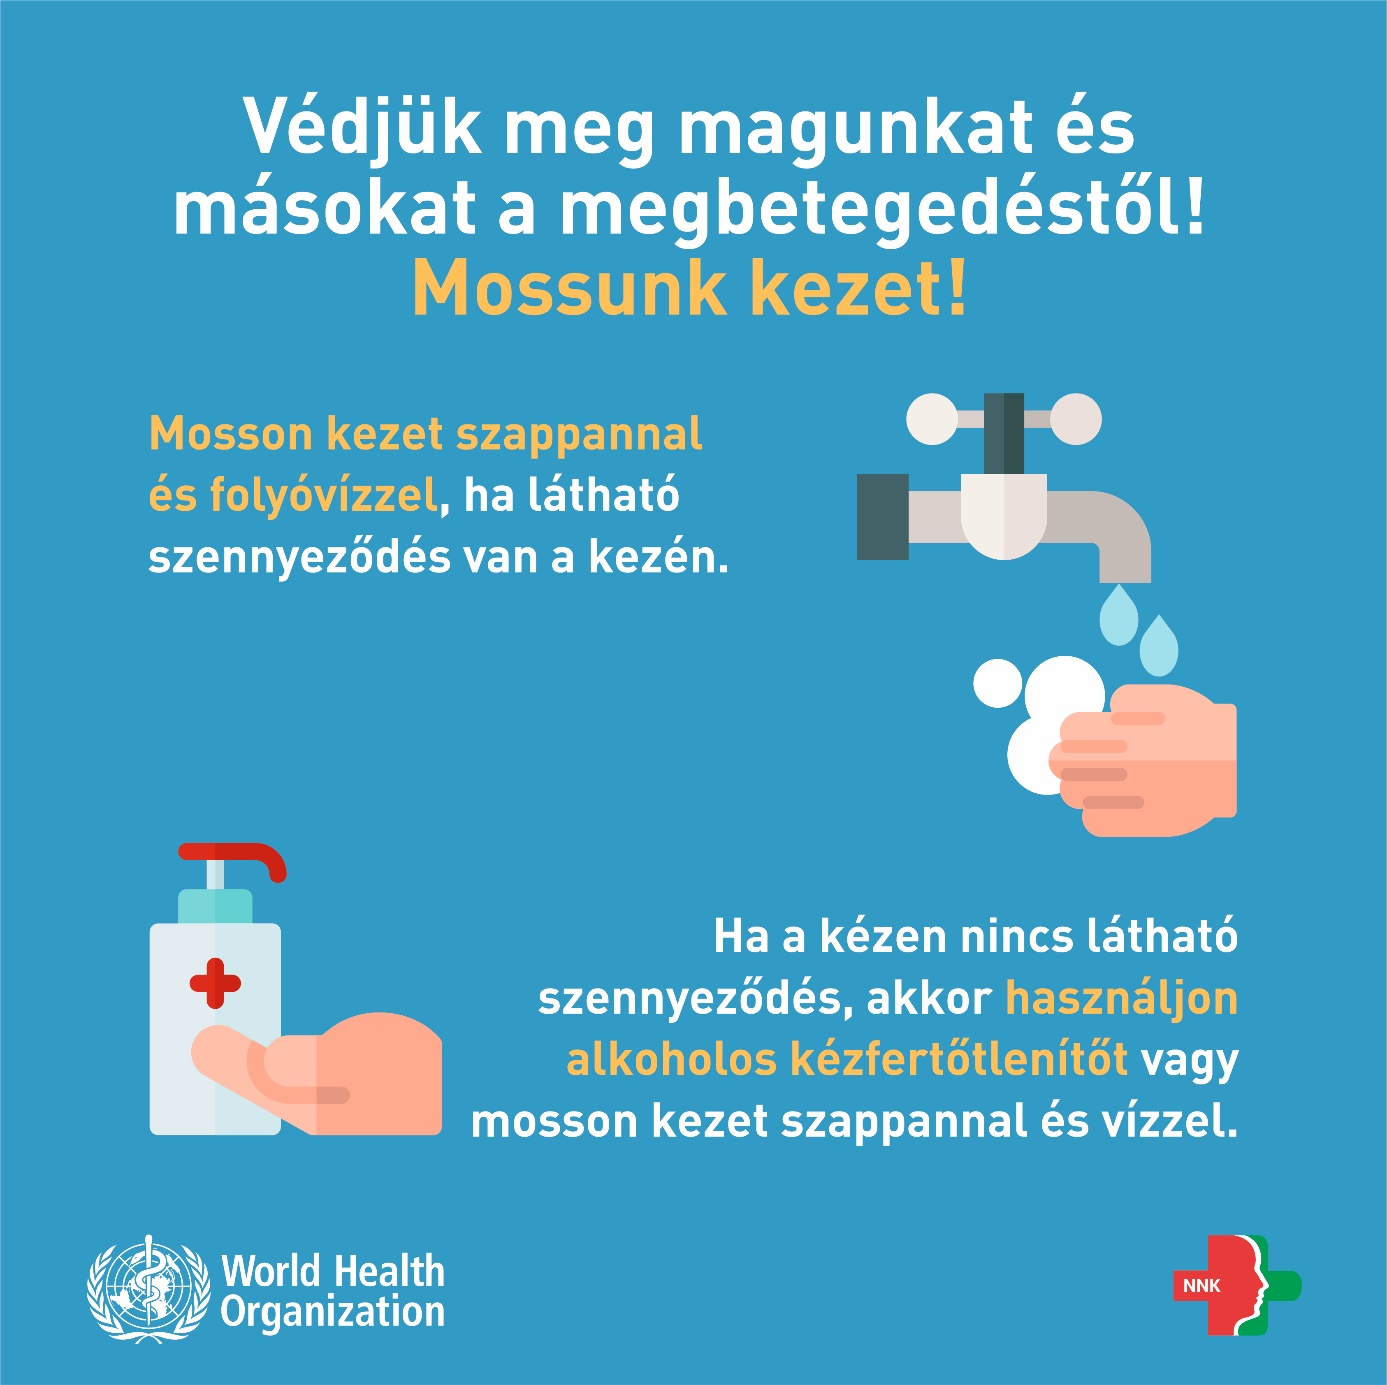 Védjük meg magunkat és
másokat a megbetegedéstől!
Mossunk kezet!
Mosson kezet szappannal
és folyóvízzel, ha látható
szennyeződés van a kezén.
Ha a kézen nincs látható
szennyeződés, akkor használjon
alkoholos kézfertőtlenítőt vagy
mosson kezet szappannal és vízzel.
World Health
Organization
NNK